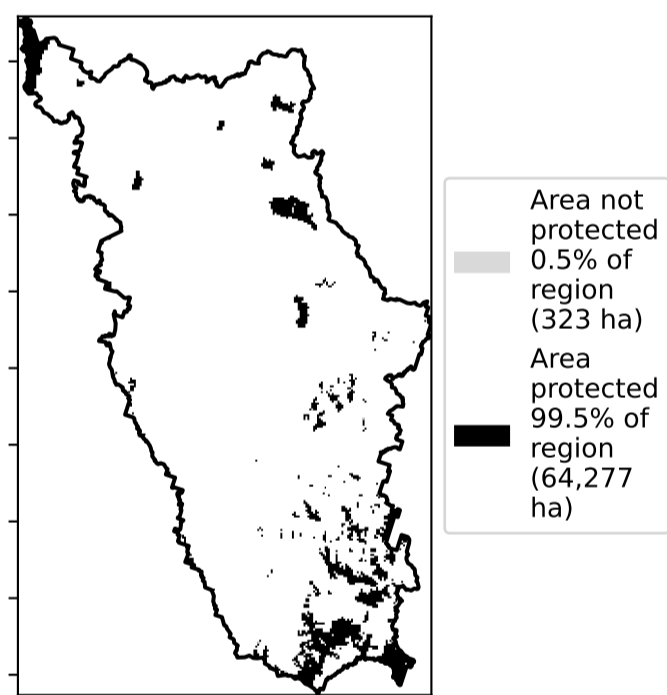 Area not
protected
0.5% of
region
(323 ha)
Area
protected
99.5% of
region
(64,277
ha)